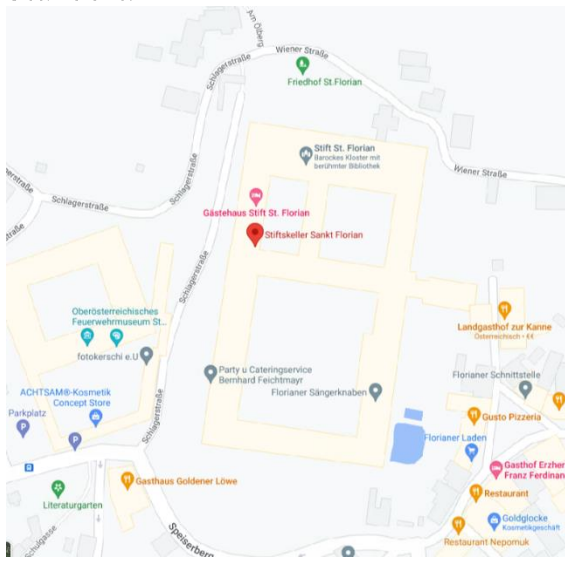 Zum Ölberg
Wiener Straße
Schlagerstraße
Friedhof St.Florian
Stift St. Florian
Barockes Kloster mit
berühmter Bibliothek
Wiener Straße
Schlagerstraße
Schlagerstraße
Gästehaus Stift St. Florian
Stiftskeller Sankt Florian
Schlagerstraße
Oberösterreichisches
Feuerwehrmuseum St...
fotokerschi e.U
Landgasthof zur Kanne
Österreichisch · €€
Party u Cateringservice
Bernhard Feichtmayr
Florianer Sängerknaben
Florianer Schnittstelle
ACHTSAM®-Kosmetik
Concept Store
Parkplatz
P
P
Schlagerstraße
Gusto Pizzeria
Florianer Laden
Gasthof Erzher
Franz Ferdinan
Gasthaus Goldener Löwe
Literaturgarten
Restaurant
Goldglocke
Kosmetikgeschäft
Restaurant Nepomuk
Speiserberg